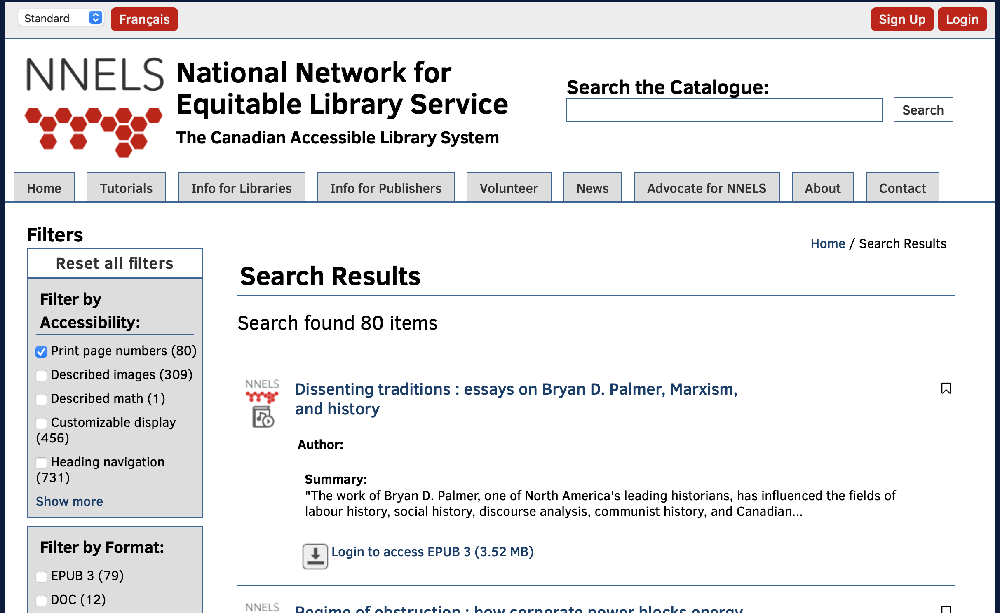 Standard
Français
Sign Up
Login
NNELS
National Network for
Equitable Library Service
The Canadian Accessible Library System
Search the Catalogue:
Search
Home
Tutorials
Info for Libraries
Info for Publishers
Volunteer
News
Advocate for NNELS
About
Contact
Filters
Reset all filters
Filter by
Accessibility:
Print page numbers (80)
Described images (309)
Described math (1)
Customizable display
(456)
Heading navigation
(731)
Show more
Filter by Format:
EPUB 3 (79)
DOC (12)
Home / Search Results
Search Results
Search found 80 items
NNELS
Dissenting traditions : essays on Bryan D. Palmer, Marxism,
and history
Author:
Summary:
"The work of Bryan D. Palmer, one of North America's leading historians, has influenced the fields of
labour history, social history, discourse analysis, communist history, and Canadian...
Login to access EPUB 3 (3.52 MB)
NNELS
Regime of obstruction : how corporate power blocks energy